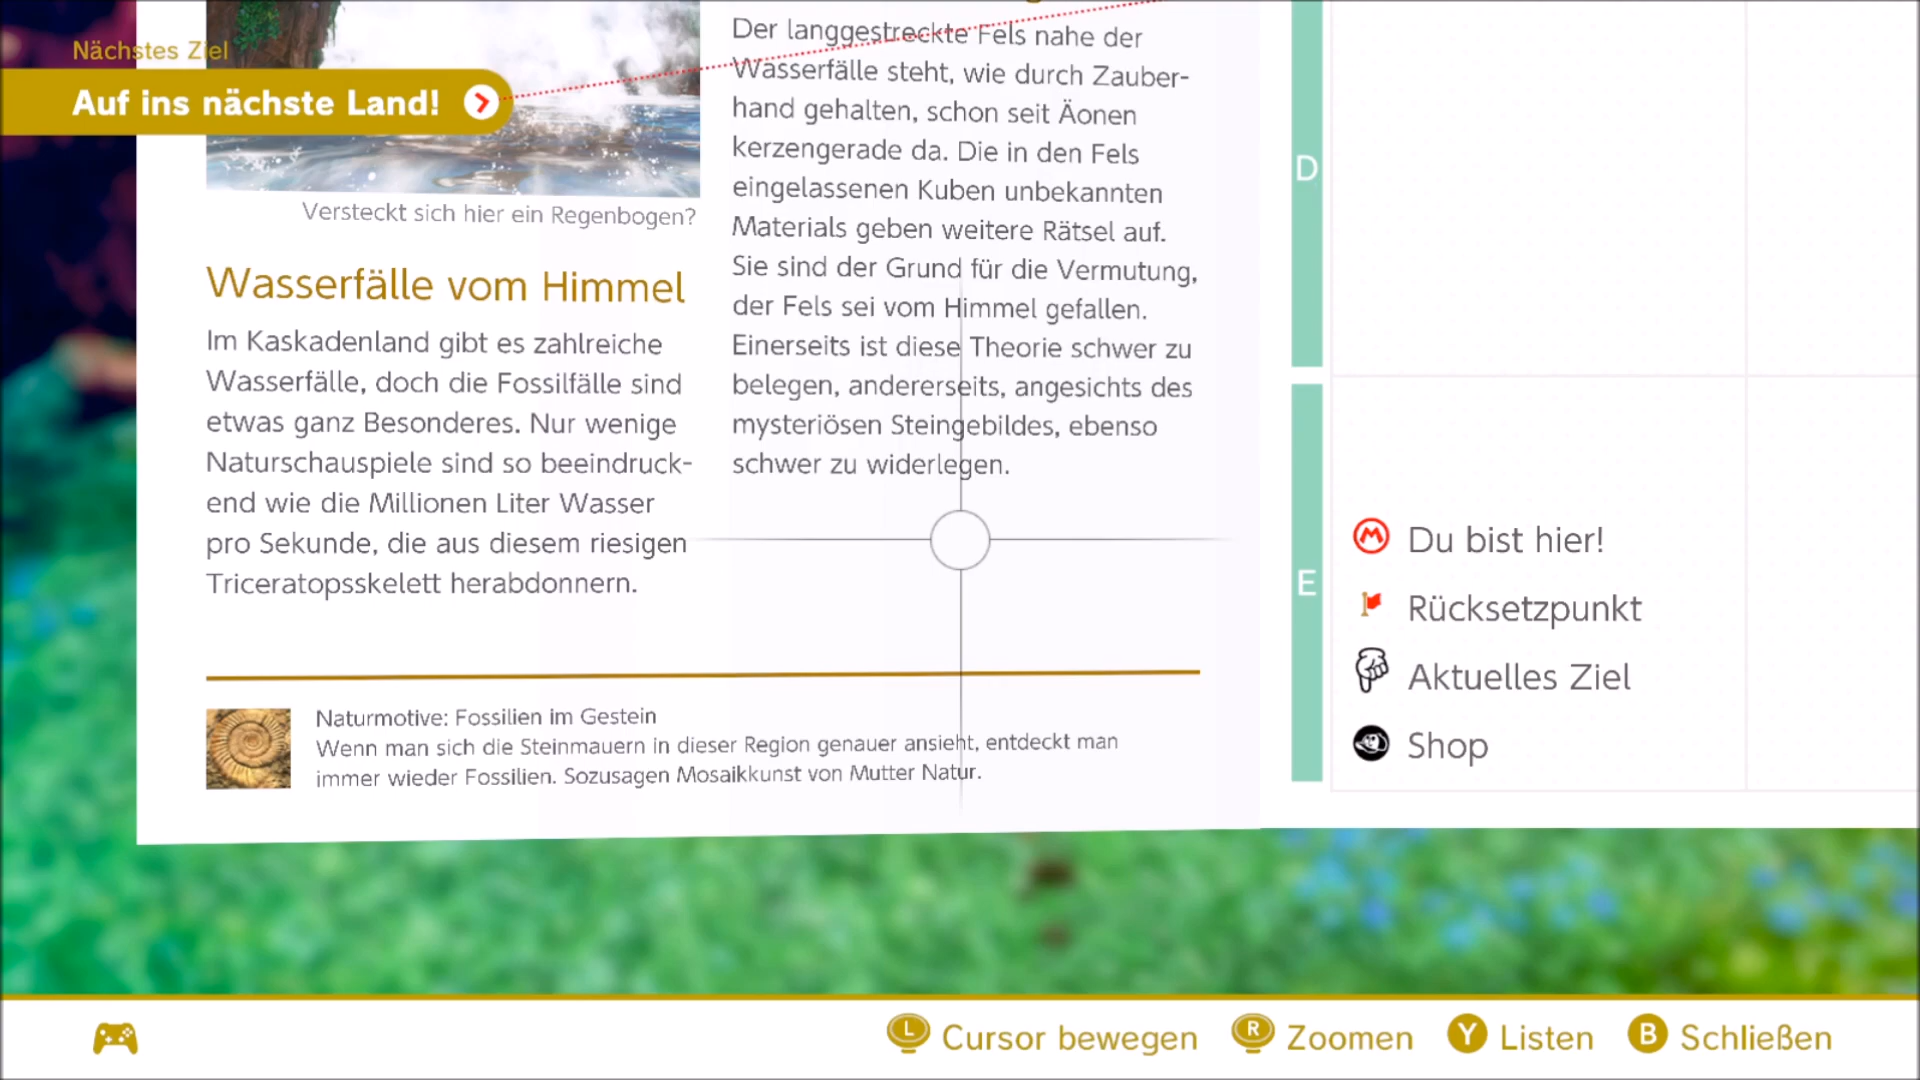 Nächstes Ziel
Auf ins nächste Land!
Versteckt sich hier ein Regenbogen?
Wasserfälle vom Himmel
Im Kaskadenland gibt es zahlreiche
Wasserfälle, doch die Fossilfälle sind
etwas ganz Besonderes. Nur wenige
Naturschauspiele sind so beeindruck-
end wie die Millionen Liter Wasser
pro Sekunde, die aus diesem riesigen
Triceratopsskelett herabdonnern.
Der langgestreckte Fels nahe der
Wasserfälle steht, wie durch Zauber-
hand gehalten, schon seit Äonen
kerzengerade da. Die in den Fels
eingelassenen Kuben unbekannten
Materials geben weitere Rätsel auf.
Sie sind der Grund für die Vermutung,
der Fels sei vom Himmel gefallen.
Einerseits ist diese Theorie schwer zu
belegen, andererseits, angesichts des
mysteriösen Steingebildes, ebenso
schwer zu widerlegen.
Naturmotive: Fossilien im Gestein
Wenn man sich die Steinmauern in dieser Region genauer ansieht, entdeckt man
immer wieder Fossilien. Sozusagen Mosaikkunst von Mutter Natur.
D
E
Du bist hier!
Rücksetzpunkt
Aktuelles Ziel
Shop
L Cursor bewegen R Zoomen Y Listen B Schließen